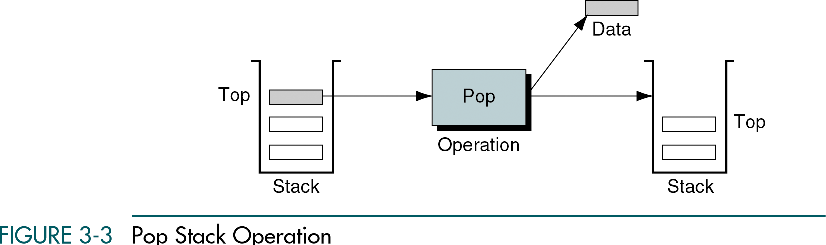 Data
Top
Pop
Top
Operation
Stack
Stack
FIGURE 3-3 Pop Stack Operation